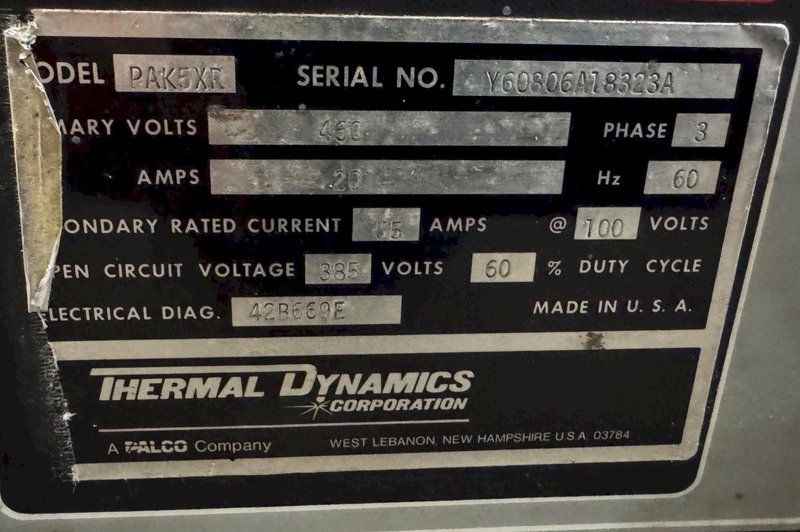 ODEL PAK5XR SERIAL NO. Y60806A18323A
MARY VOLTS 460 PHASE 3
AMPS 20 Hz 60
ONDARY RATED CURRENT AMPS @ 100 VOLTS
PEN CIRCUIT VOLTAGE 385 VOLTS 60 % DUTY CYCLE
LECTRICAL DIAG. 42B669E MADE IN U. S. A.
THERMAL DYNAMICS
CORPORATION
A PALCO Company WEST LEBANON, NEW HAMPSHIRE U.S.A. 03784